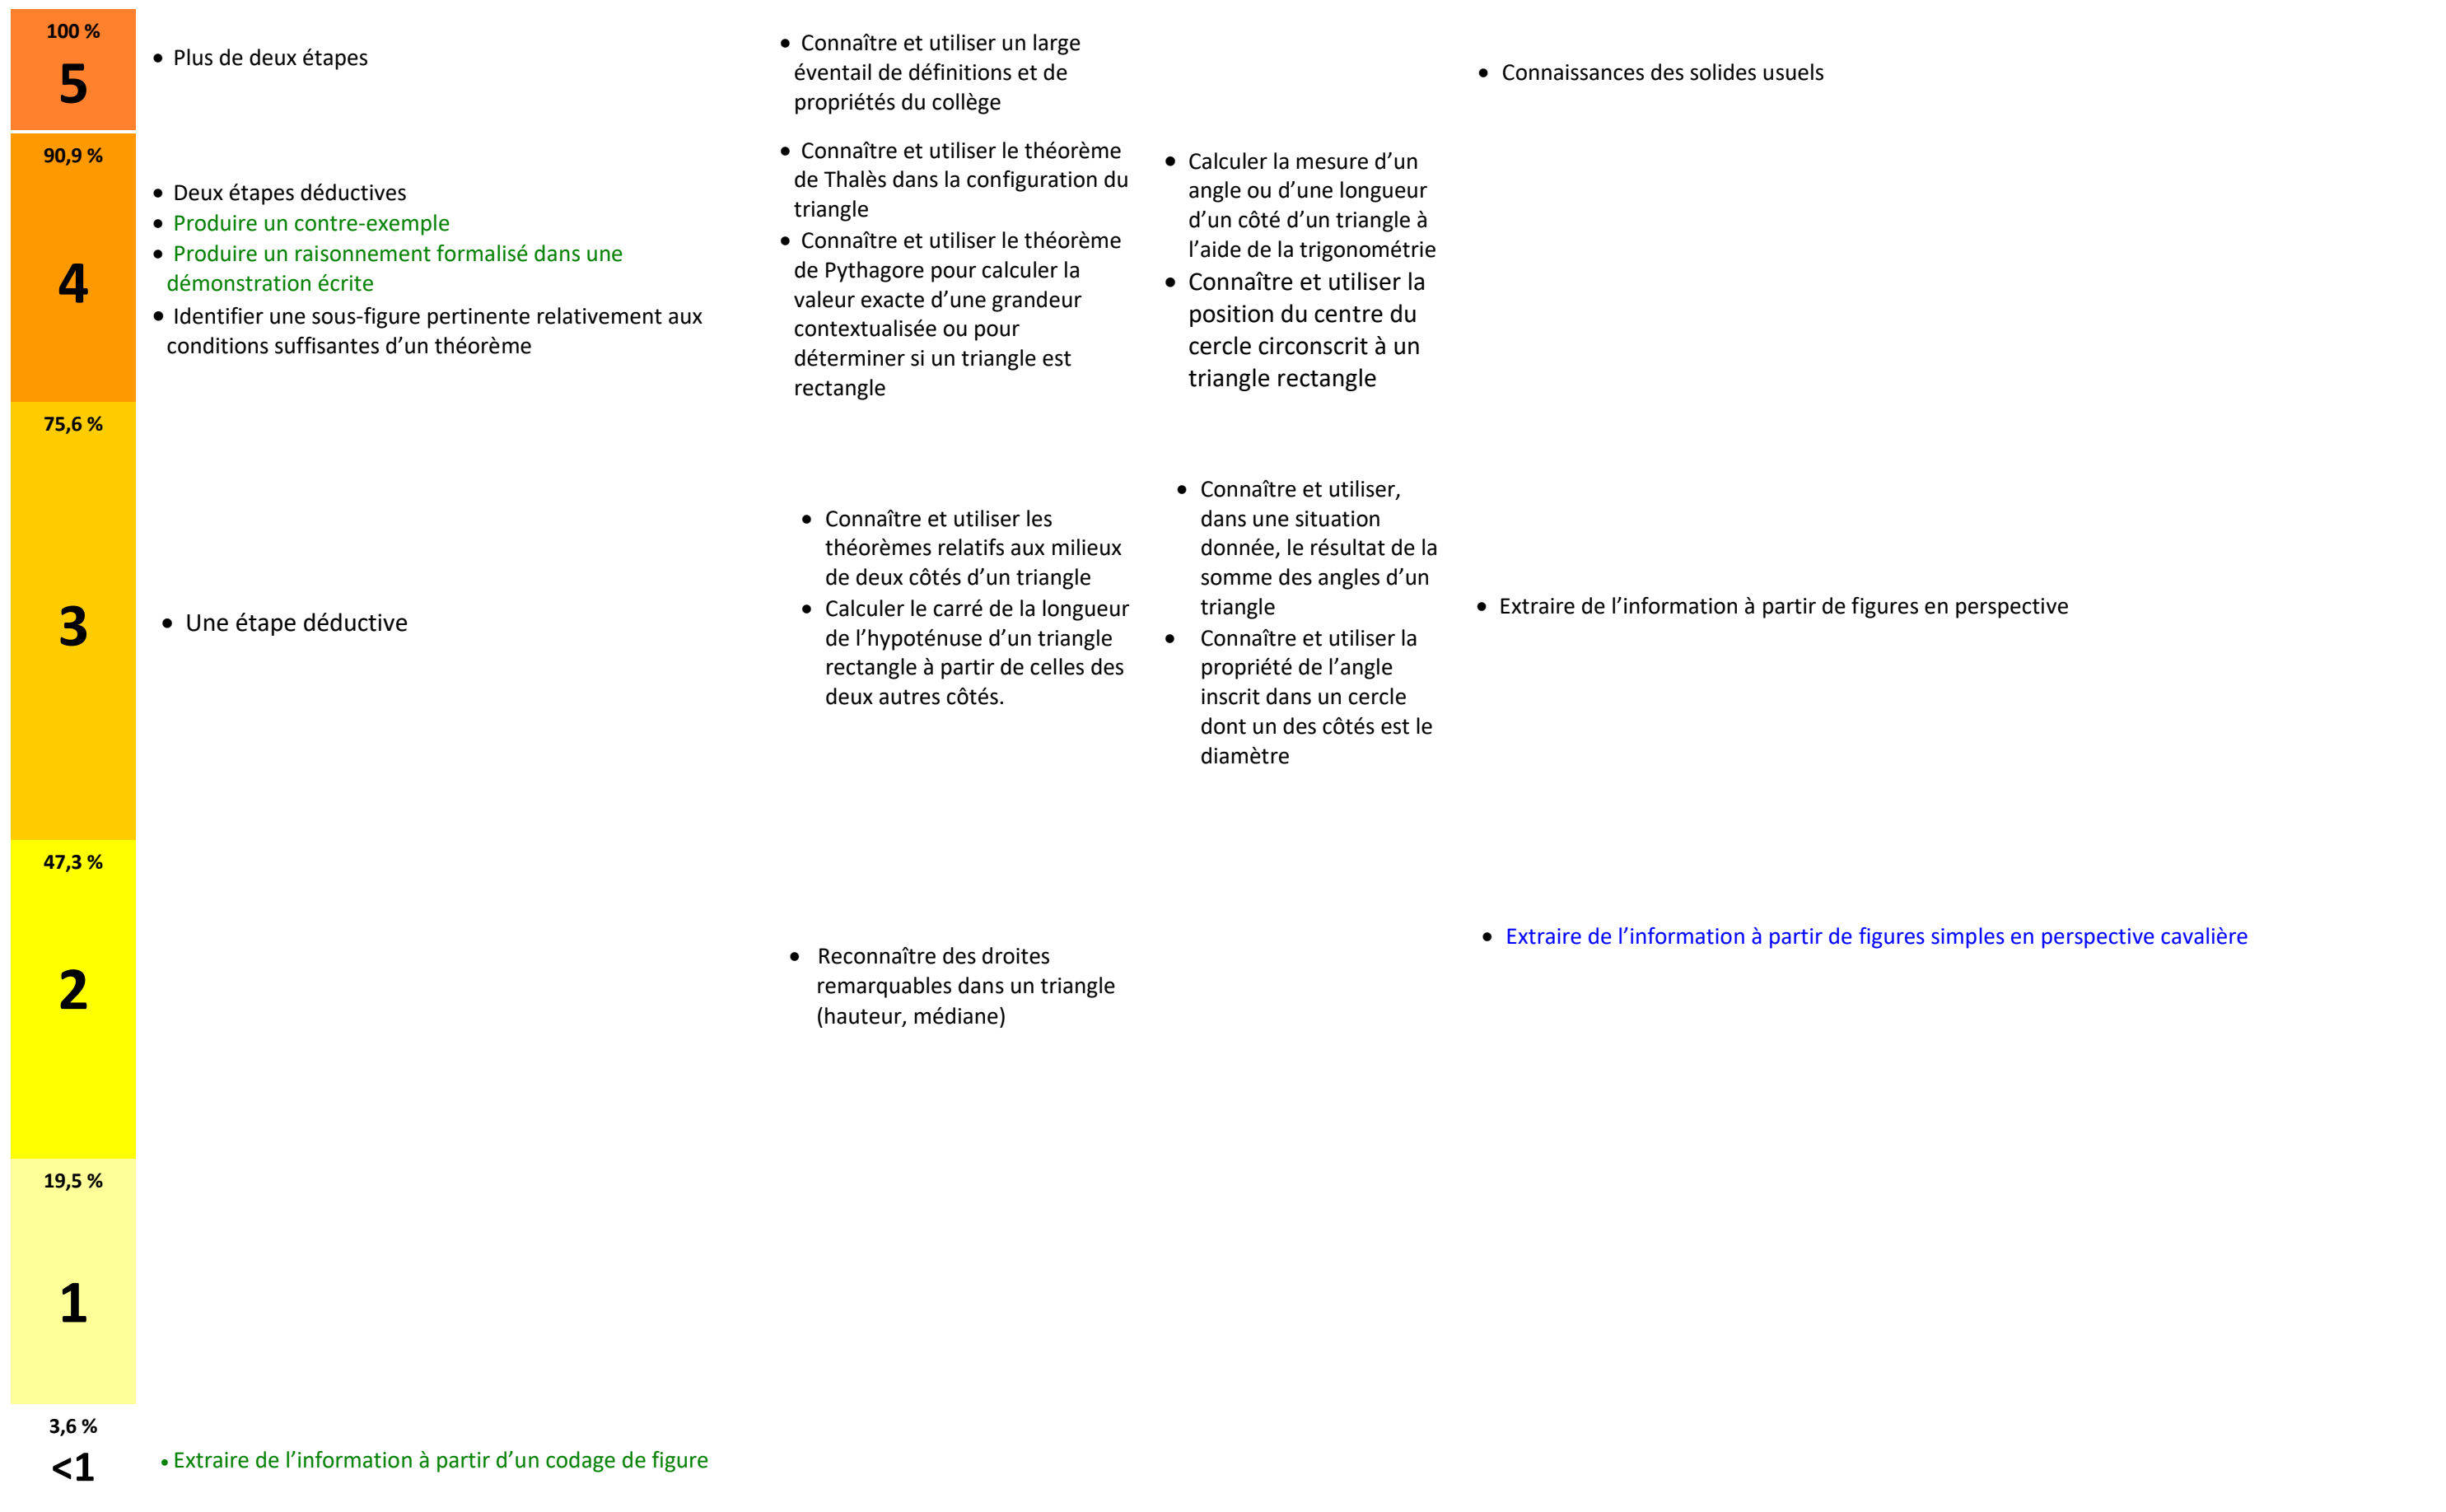 100 %
5
• Plus de deux étapes
• Connaître et utiliser un large
éventail de définitions et de
propriétés du collège
• Connaissances des solides usuels
90,9 %
4
• Deux étapes déductives
• Produire un contre-exemple
• Produire un raisonnement formalisé dans une
démonstration écrite
• Identifier une sous-figure pertinente relativement aux
conditions suffisantes d’un théorème
• Connaître et utiliser le théorème
de Thalès dans la configuration du
triangle
• Connaître et utiliser le théorème
de Pythagore pour calculer la
valeur exacte d’une grandeur
contextualisée ou pour
déterminer si un triangle est
rectangle
• Calculer la mesure d’un
angle ou d’une longueur
d’un côté d’un triangle à
l’aide de la trigonométrie
• Connaître et utiliser la
position du centre du
cercle circonscrit à un
triangle rectangle
75,6 %
3
• Une étape déductive
• Connaître et utiliser les
théorèmes relatifs aux milieux
de deux côtés d’un triangle
• Calculer le carré de la longueur
de l’hypoténuse d’un triangle
rectangle à partir de celles des
deux autres côtés.
• Connaître et utiliser,
dans une situation
donnée, le résultat de la
somme des angles d’un
triangle
• Connaître et utiliser la
propriété de l’angle
inscrit dans un cercle
dont un des côtés est le
diamètre
• Extraire de l’information à partir de figures en perspective
47,3 %
2
• Reconnaître des droites
remarquables dans un triangle
(hauteur, médiane)
• Extraire de l’information à partir de figures simples en perspective cavalière
19,5 %
1
3,6 %
<1
• Extraire de l’information à partir d’un codage de figure